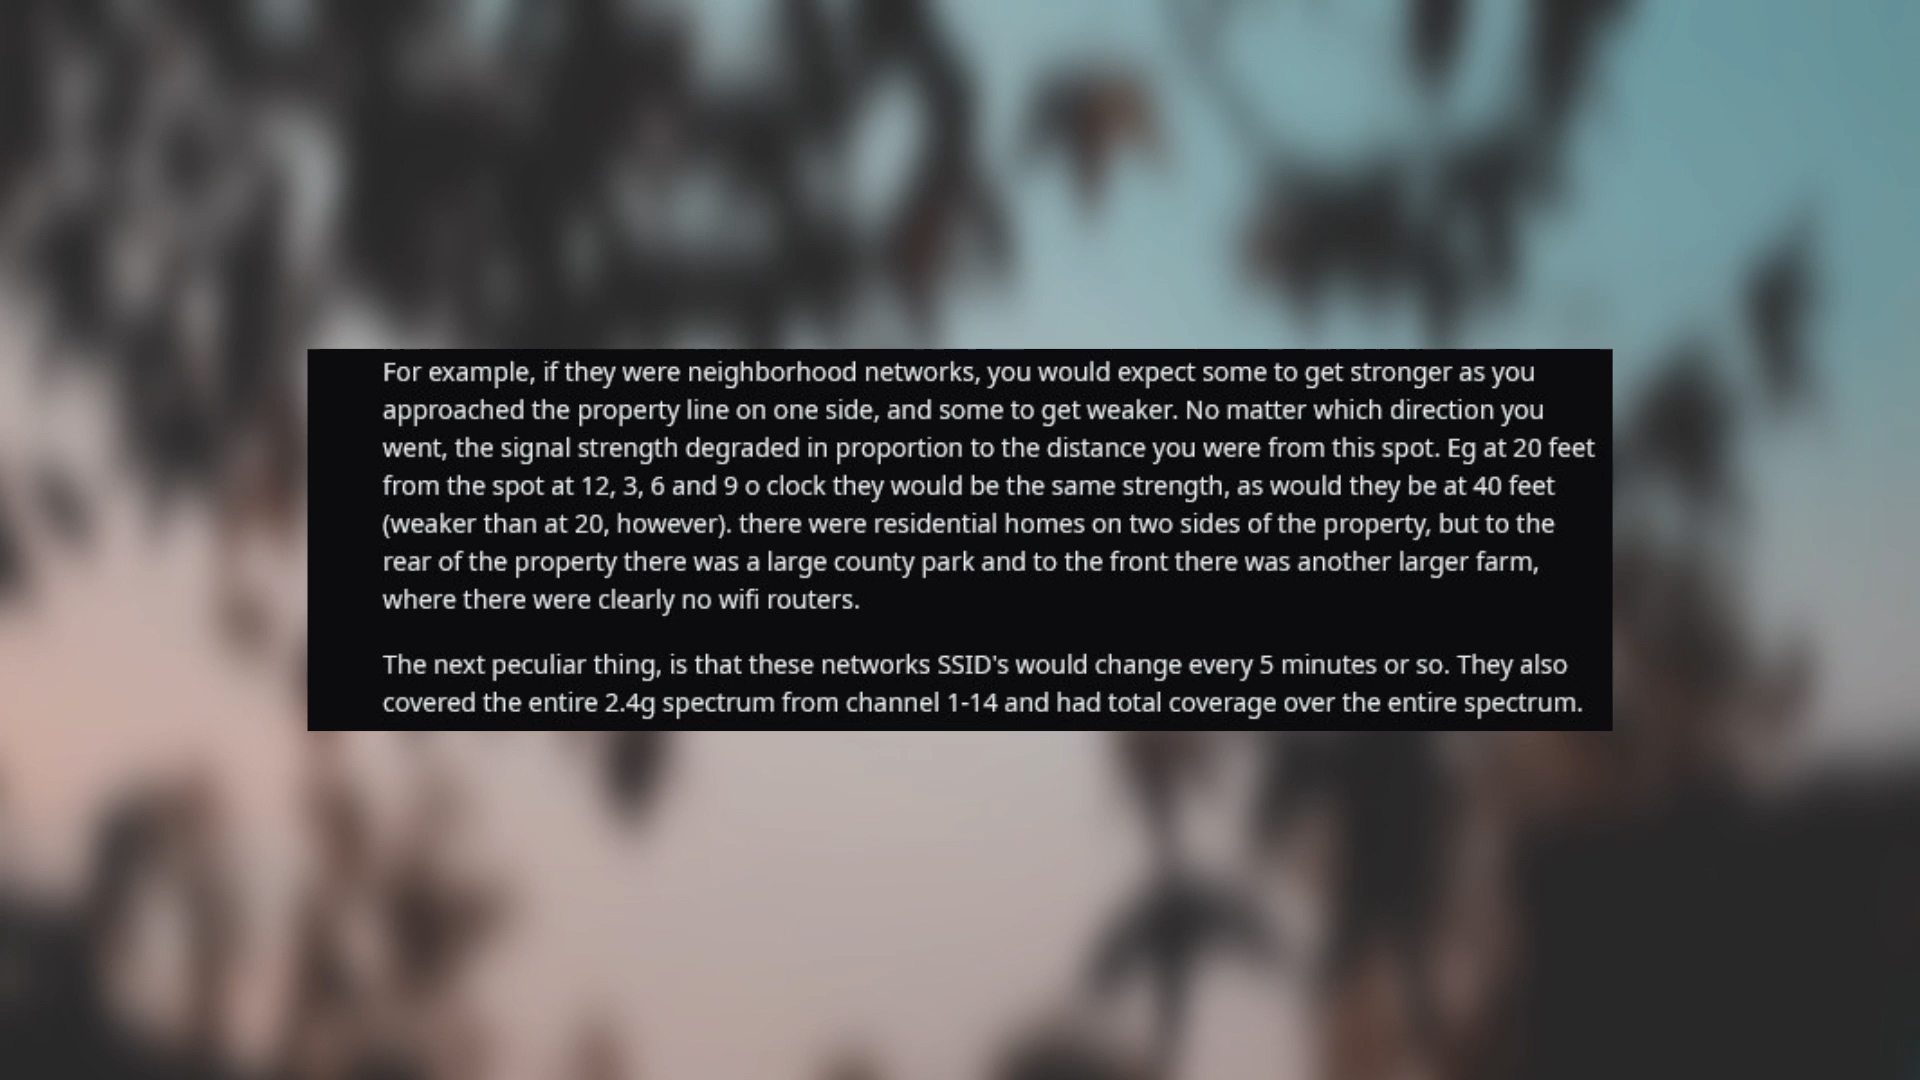 For example, if they were neighborhood networks, you would expect some to get stronger as you
approached the property line on one side, and some to get weaker. No matter which direction you
went, the signal strength degraded in proportion to the distance you were from this spot. Eg at 20 feet
from the spot at 12, 3, 6 and 9 o clock they would be the same strength, as would they be at 40 feet
(weaker than at 20, however). there were residential homes on two sides of the property, but to the
rear of the property there was a large county park and to the front there was another larger farm,
where there were clearly no wifi routers.
The next peculiar thing, is that these networks SSID's would change every 5 minutes or so. They also
covered the entire 2.4g spectrum from channel 1-14 and had total coverage over the entire spectrum.